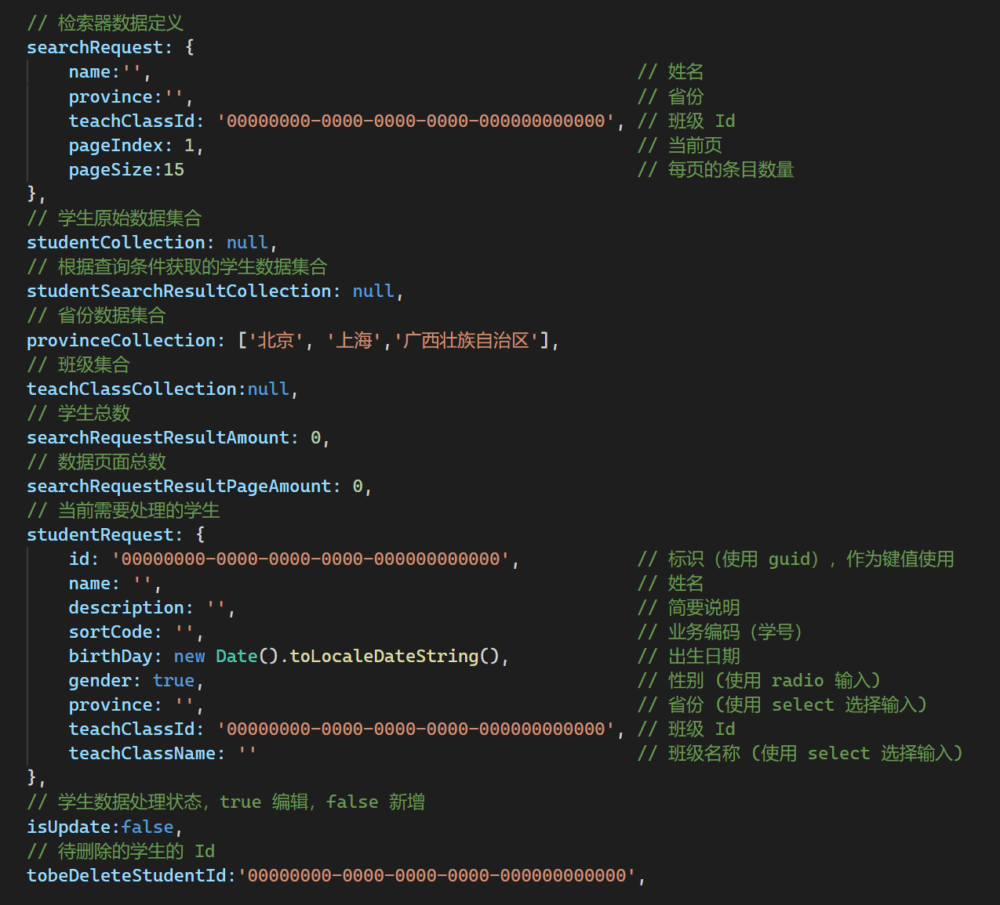 // 检索器数据定义
searchRequest: {
    name:'',                                              // 姓名
    province:'',                                          // 省份
    teachClassId: '00000000-0000-0000-0000-000000000000', // 班级 Id
    pageIndex: 1,                                         // 当前页
    pageSize:15                                           // 每页的条目数量
},
// 学生原始数据集合
studentCollection: null,
// 根据查询条件获取的学生数据集合
studentSearchResultCollection: null,
// 省份数据集合
provinceCollection: ['北京', '上海','广西壮族自治区'],
// 班级集合
teachClassCollection:null,
// 学生总数
searchRequestResultAmount: 0,
// 数据页面总数
searchRequestResultPageAmount: 0,
// 当前需要处理的学生
studentRequest: {
    id: '00000000-0000-0000-0000-000000000000',           // 标识（使用 guid），作为键值使用
    name: '',                                             // 姓名
    description: '',                                      // 简要说明
    sortCode: '',                                         // 业务编码（学号）
    birthDay: new Date().toLocaleDateString(),            // 出生日期
    gender: true,                                         // 性别 (使用 radio 输入)
    province: '',                                         // 省份 (使用 select 选择输入)
    teachClassId: '00000000-0000-0000-0000-000000000000', // 班级 Id
    teachClassName: ''                                    // 班级名称 (使用 select 选择输入)
},
// 学生数据处理状态，true 编辑，false 新增
isUpdate:false,
// 待删除的学生的 Id
tobeDeleteStudentId:'00000000-0000-0000-0000-000000000000',